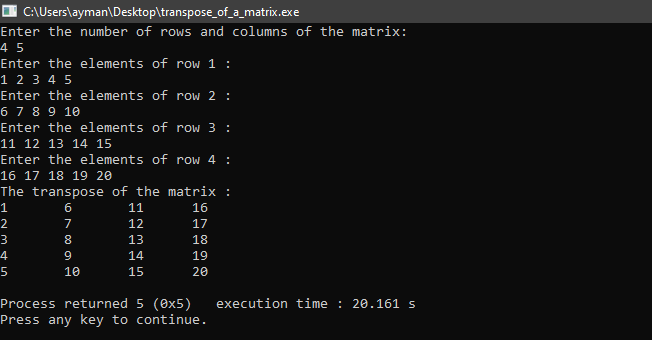 C:\Users\ayman\Desktop\transpose_of_a_matrix.exe
Enter the number of rows and columns of the matrix:
4 5
Enter the elements of row 1 :
1 2 3 4 5
Enter the elements of row 2 :
6 7 8 9 10
Enter the elements of row 3 :
11 12 13 14 15
Enter the elements of row 4 :
16 17 18 19 20
The transpose of the matrix :
1       6       11      16
2       7       12      17
3       8       13      18
4       9       14      19
5       10      15      20
Process returned 5 (0x5)   execution time : 20.161 s
Press any key to continue.